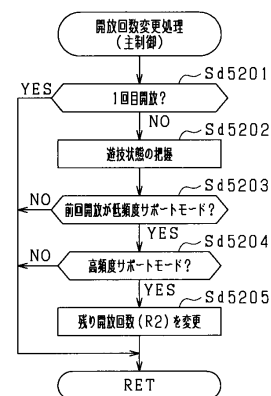 開放回数変更処理
(主制御)
Sd5201
YES
1回目開放?
NO
Sd5202
遊技状態の把握
Sd5203
NO
前回開放が低頻度サポートモード?
YES
Sd5204
NO
高頻度サポートモード?
YES
Sd5205
残り開放回数(R2)を変更
RET